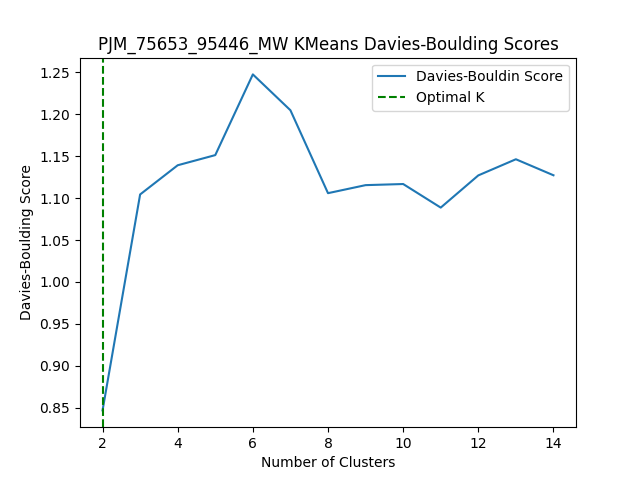 PJM_75653_95446_MW KMeans Davies-Boulding Scores
Davies-Bouldin Score
Optimal K
Davies-Boulding Score
1.25
1.20
1.15
1.10
1.05
1.00
0.95
0.90
0.85
2 4 6 8 10 12 14
Number of Clusters